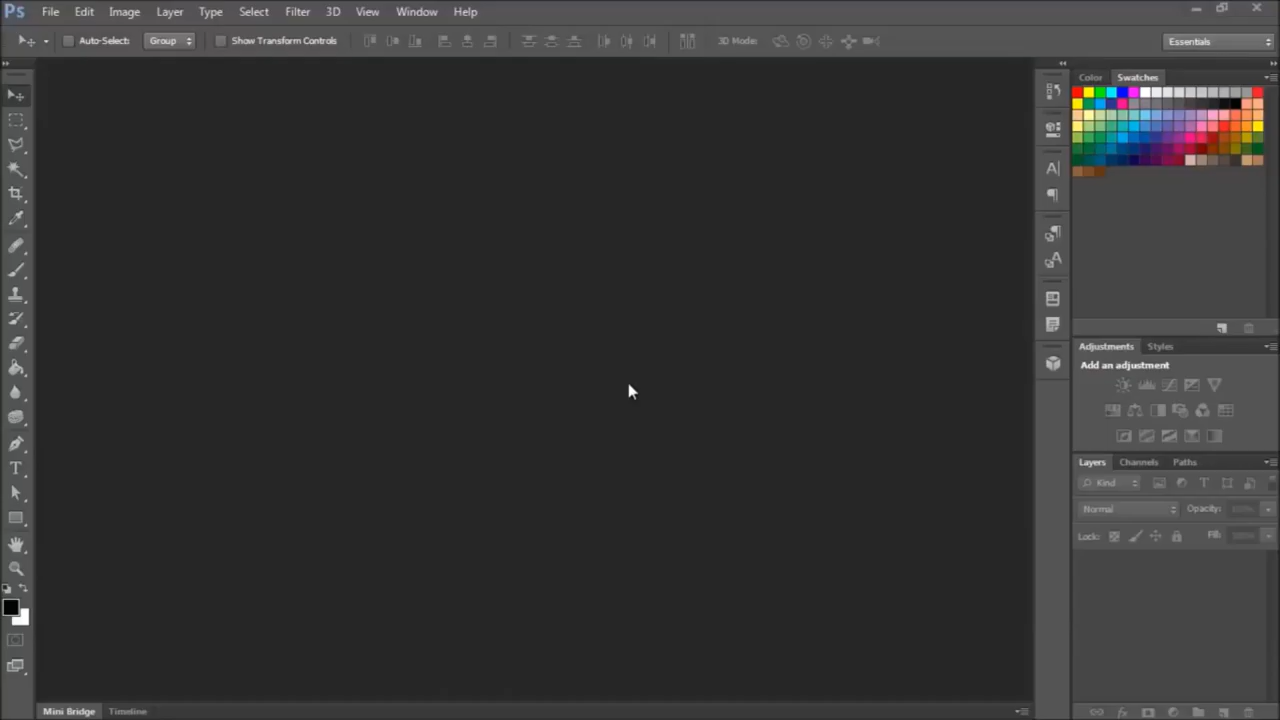 Ps File Edit Image Layer Type Select Filter 3D View Window Help
Auto-Select: Group Show Transform Controls 3D Mode: Essentials
Color Swatches
Adjustments Styles
Add an adjustment
Layers Channels Paths
Kind
Normal Opacity:
Lock: Fill:
Mini Bridge Timeline